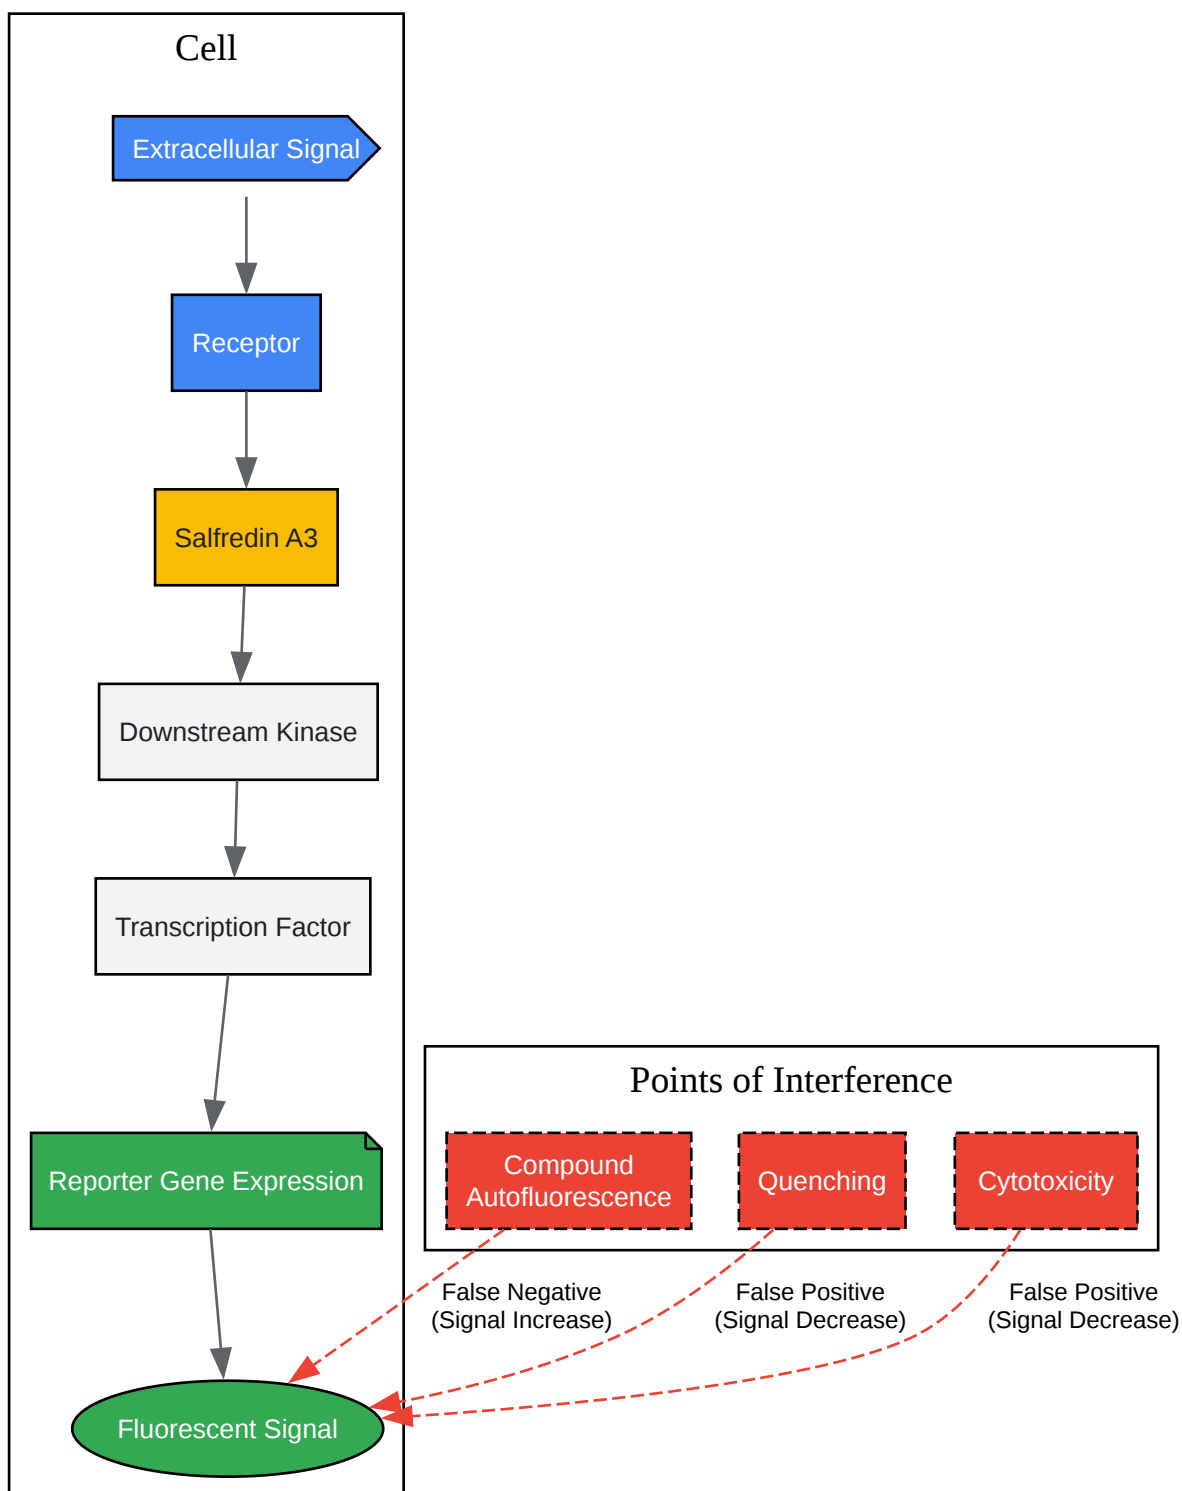 Cell
Extracellular Signal
Receptor
Salfredin A3
Downstream Kinase
Transcription Factor
Reporter Gene Expression
Fluorescent Signal
Points of Interference
Compound
Autofluorescence
Quenching
Cytotoxicity
False Negative
(Signal Increase)
False Positive
(Signal Decrease)
False Positive
(Signal Decrease)